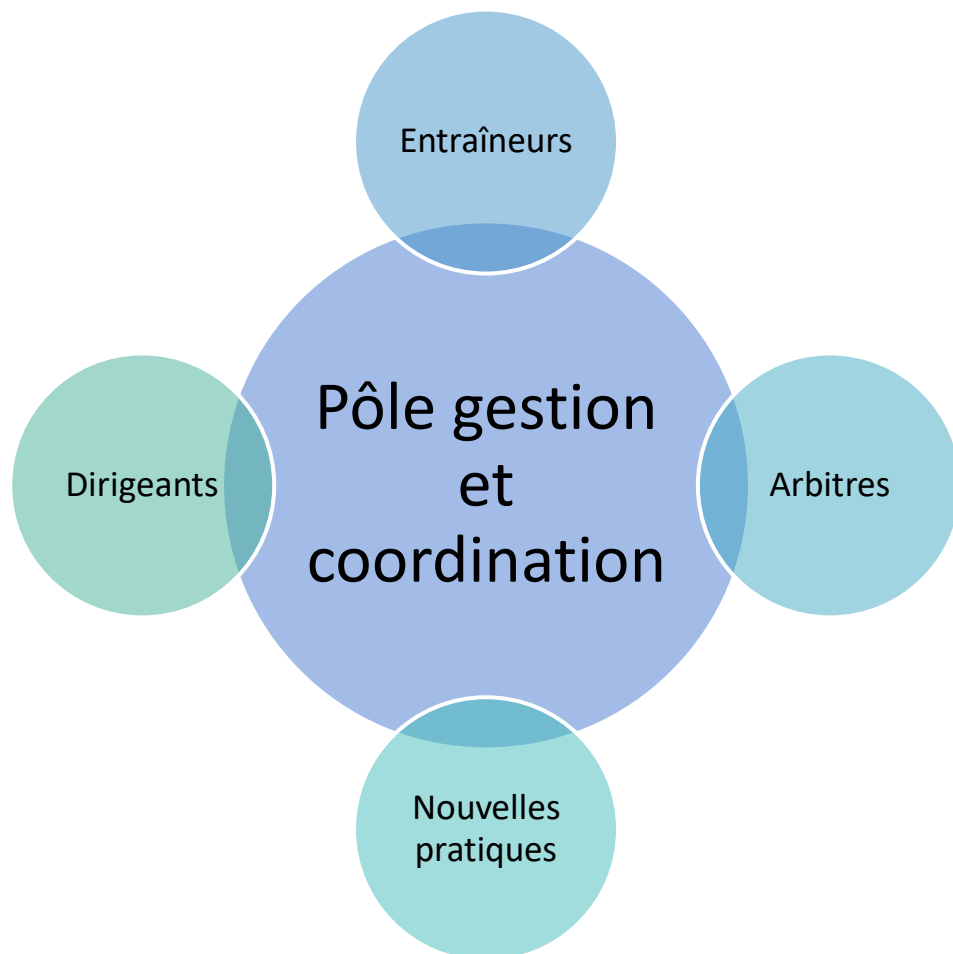 Entraîneurs
Pôle gestion
et
coordination
Dirigeants
Arbitres
Nouvelles
pratiques